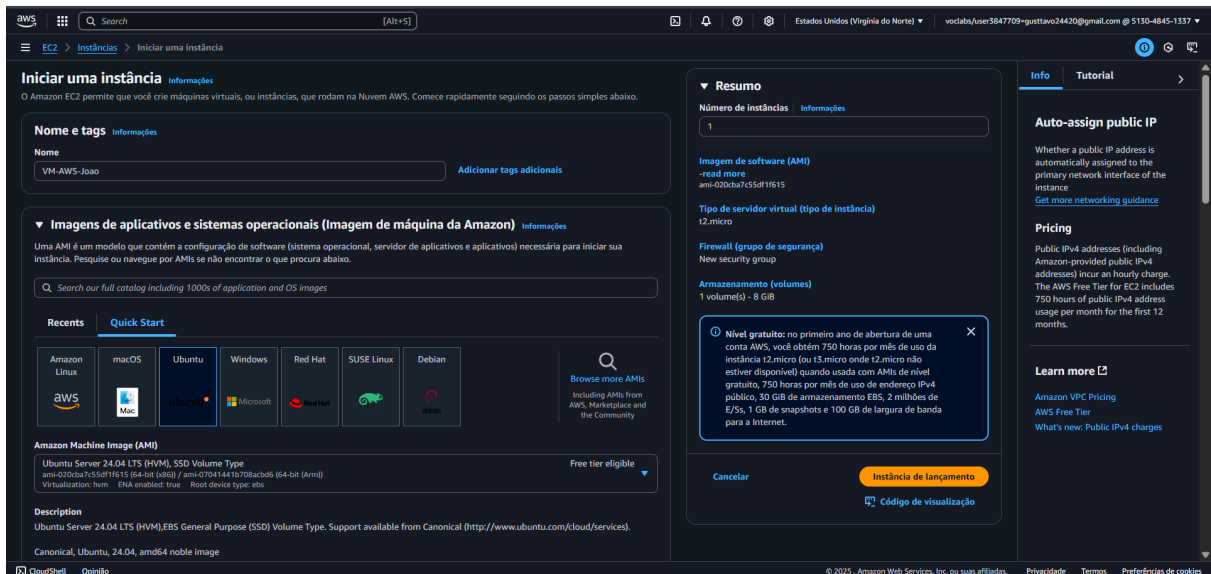 aws
Search
[Alt+S]
Estados Unidos (Virgínia do Norte) ▼
voclabs/user3847709=gusttavo24420@gmail.com @ 5130-4845-1337 ▼
EC2 > Instâncias > Iniciar uma instância
Iniciar uma instância Informações
O Amazon EC2 permite que você crie máquinas virtuais, ou instâncias, que rodam na Nuvem AWS. Comece rapidamente seguindo os passos simples abaixo.
Nome e tags Informações
Nome
VM-AWS-Joao
Adicionar tags adicionais
▼ Imagens de aplicativos e sistemas operacionais (Imagem de máquina da Amazon) Informações
Uma AMI é um modelo que contém a configuração de software (sistema operacional, servidor de aplicativos e aplicativos) necessária para iniciar sua
instância. Pesquise ou navegue por AMIs se não encontrar o que procura abaixo.
Search our full catalog including 1000s of application and OS images
Recents
Quick Start
Amazon
Linux
aws
macOS
Mac
Ubuntu
ubuntu
Windows
Microsoft
Red Hat
Red Hat
SUSE Linux
Debian
debian
Browse more AMIs
Including AMIs from
AWS, Marketplace and
the Community
Amazon Machine Image (AMI)
Ubuntu Server 24.04 LTS (HVM), SSD Volume Type
Free tier eligible
ami-020cba7c55df1f615 (64-bit (x86)) / ami-07041441b708acbd6 (64-bit (Arm))
Virtualization: hvm ENA enabled: true Root device type: ebs
Description
Ubuntu Server 24.04 LTS (HVM),EBS General Purpose (SSD) Volume Type. Support available from Canonical (http://www.ubuntu.com/cloud/services).
Canonical, Ubuntu, 24.04, amd64 noble image
▼ Resumo
Número de instâncias Informações
1
Imagem de software (AMI)
-read more
ami-020cba7c55df1f615
Tipo de servidor virtual (tipo de instância)
t2.micro
Firewall (grupo de segurança)
New security group
Armazenamento (volumes)
1 volume(s) - 8 GiB
Nível gratuito: no primeiro ano de abertura de uma
conta AWS, você obtém 750 horas por mês de uso da
instância t2.micro (ou t3.micro onde t2.micro não
estiver disponível) quando usada com AMIs de nível
gratuito, 750 horas por mês de uso de endereço IPv4
público, 30 GiB de armazenamento EBS, 2 milhões de
E/Ss, 1 GB de snapshots e 100 GB de largura de banda
para a Internet.
Cancelar
Instância de lançamento
Código de visualização
Info
Tutorial
Auto-assign public IP
Whether a public IP address is
automatically assigned to the
primary network interface of the
instance
Get more networking guidance
Pricing
Public IPv4 addresses (including
Amazon-provided public IPv4
addresses) incur an hourly charge.
The AWS Free Tier for EC2 includes
750 hours of public IPv4 address
usage per month for the first 12
months.
Learn more
Amazon VPC Pricing
AWS Free Tier
What's new: Public IPv4 charges
CloudShell
Opinião
© 2025 , Amazon Web Services, Inc. ou suas afiliadas.
Privacidade
Termos
Preferências de cookies